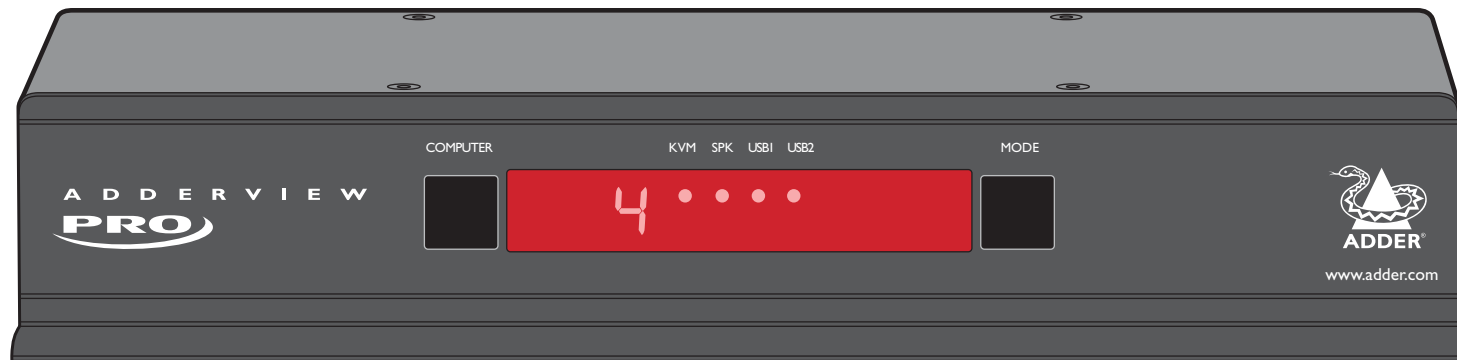 COMPUTER
KVM SPK USB1 USB2
MODE
ADDERVIEW
PRO
4
ADDER®
www.adder.com